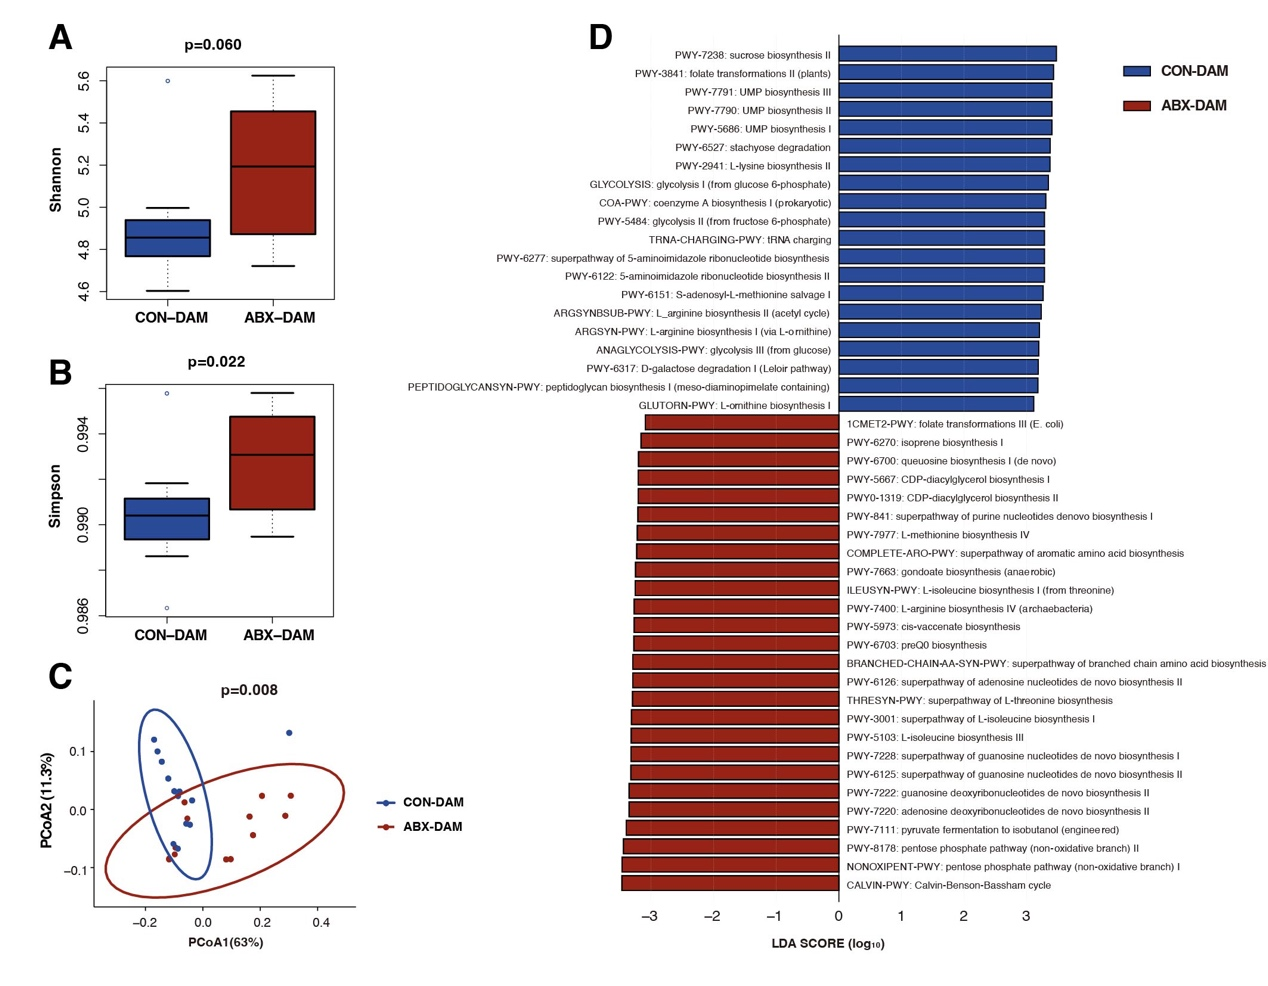 A
p=0.060
Shannon
5.6
5.4
5.2
5.0
4.8
4.6
CON–DAM
ABX–DAM
B
p=0.022
Simpson
0.994
0.990
0.986
CON–DAM
ABX–DAM
C
p=0.008
PCoA2 (11.3%)
0.1
0.0
−0.1
−0.2
0.0
0.2
0.4
PCoA1(63%)
CON-DAM
ABX-DAM
D
CON-DAM
ABX-DAM
PWY-7238: sucrose biosynthesis II
PWY-3841: folate transformations II (plants)
PWY-7791: UMP biosynthesis III
PWY-7790: UMP biosynthesis II
PWY-5686: UMP biosynthesis I
PWY-6527: stachyose degradation
PWY-2941: L-lysine biosynthesis II
GLYCOLYSIS: glycolysis I (from glucose 6-phosphate)
COA-PWY: coenzyme A biosynthesis I (prokaryotic)
PWY-5484: glycolysis II (from fructose 6-phosphate)
TRNA-CHARGING-PWY: tRNA charging
PWY-6277: superpathway of 5-aminoimidazole ribonucleotide biosynthesis
PWY-6122: 5-aminoimidazole ribonucleotide biosynthesis II
PWY-6151: S-adenosyl-L-methionine salvage I
ARGSYNBSUB-PWY: L_arginine biosynthesis II (acetyl cycle)
ARGSYN-PWY: L-arginine biosynthesis I (via L-ornithine)
ANAGLYCOLYSIS-PWY: glycolysis III (from glucose)
PWY-6317: D-galactose degradation I (Leloir pathway)
PEPTIDOGLYCANSYN-PWY: peptidoglycan biosynthesis I (meso-diaminopimelate containing)
GLUTORN-PWY: L-ornithine biosynthesis I
1CMET2-PWY: folate transformations III (E. coli)
PWY-6270: isoprene biosynthesis I
PWY-6700: queuosine biosynthesis I (de novo)
PWY-5667: CDP-diacylglycerol biosynthesis I
PWY0-1319: CDP-diacylglycerol biosynthesis II
PWY-841: superpathway of purine nucleotides denovo biosynthesis I
PWY-7977: L-methionine biosynthesis IV
COMPLETE-ARO-PWY: superpathway of aromatic amino acid biosynthesis
PWY-7663: gondoate biosynthesis (anaerobic)
ILEUSYN-PWY: L-isoleucine biosynthesis I (from threonine)
PWY-7400: L-arginine biosynthesis IV (archaebacteria)
PWY-5973: cis-vaccenate biosynthesis
PWY-6703: preQ0 biosynthesis
BRANCHED-CHAIN-AA-SYN-PWY: superpathway of branched chain amino acid biosynthesis
PWY-6126: superpathway of adenosine nucleotides de novo biosynthesis II
THRESYN-PWY: superpathway of L-threonine biosynthesis
PWY-3001: superpathway of L-isoleucine biosynthesis I
PWY-5103: L-isoleucine biosynthesis III
PWY-7228: superpathway of guanosine nucleotides de novo biosynthesis I
PWY-6125: superpathway of guanosine nucleotides de novo biosynthesis II
PWY-7222: guanosine deoxyribonucleotides de novo biosynthesis II
PWY-7220: adenosine deoxyribonucleotides de novo biosynthesis II
PWY-7111: pyruvate fermentation to isobutanol (engineered)
PWY-8178: pentose phosphate pathway (non-oxidative branch) II
NONOXIPENT-PWY: pentose phosphate pathway (non-oxidative branch) I
CALVIN-PWY: Calvin-Benson-Bassham cycle
−3
−2
−1
0
1
2
3
LDA SCORE (log₁₀)